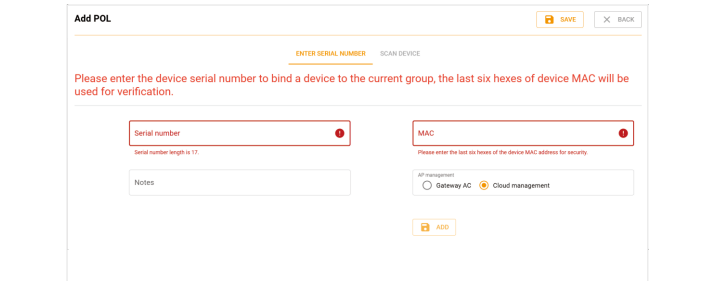 Add POL
SAVE
BACK
ENTER SERIAL NUMBER
SCAN DEVICE
Please enter the device serial number to bind a device to the current group, the last six hexes of device MAC will be
used for verification.
Serial number
MAC
Serial number length is 17.
Please enter the last six hexes of the device MAC address for security.
Notes
AP management
Gateway AC
Cloud management
ADD